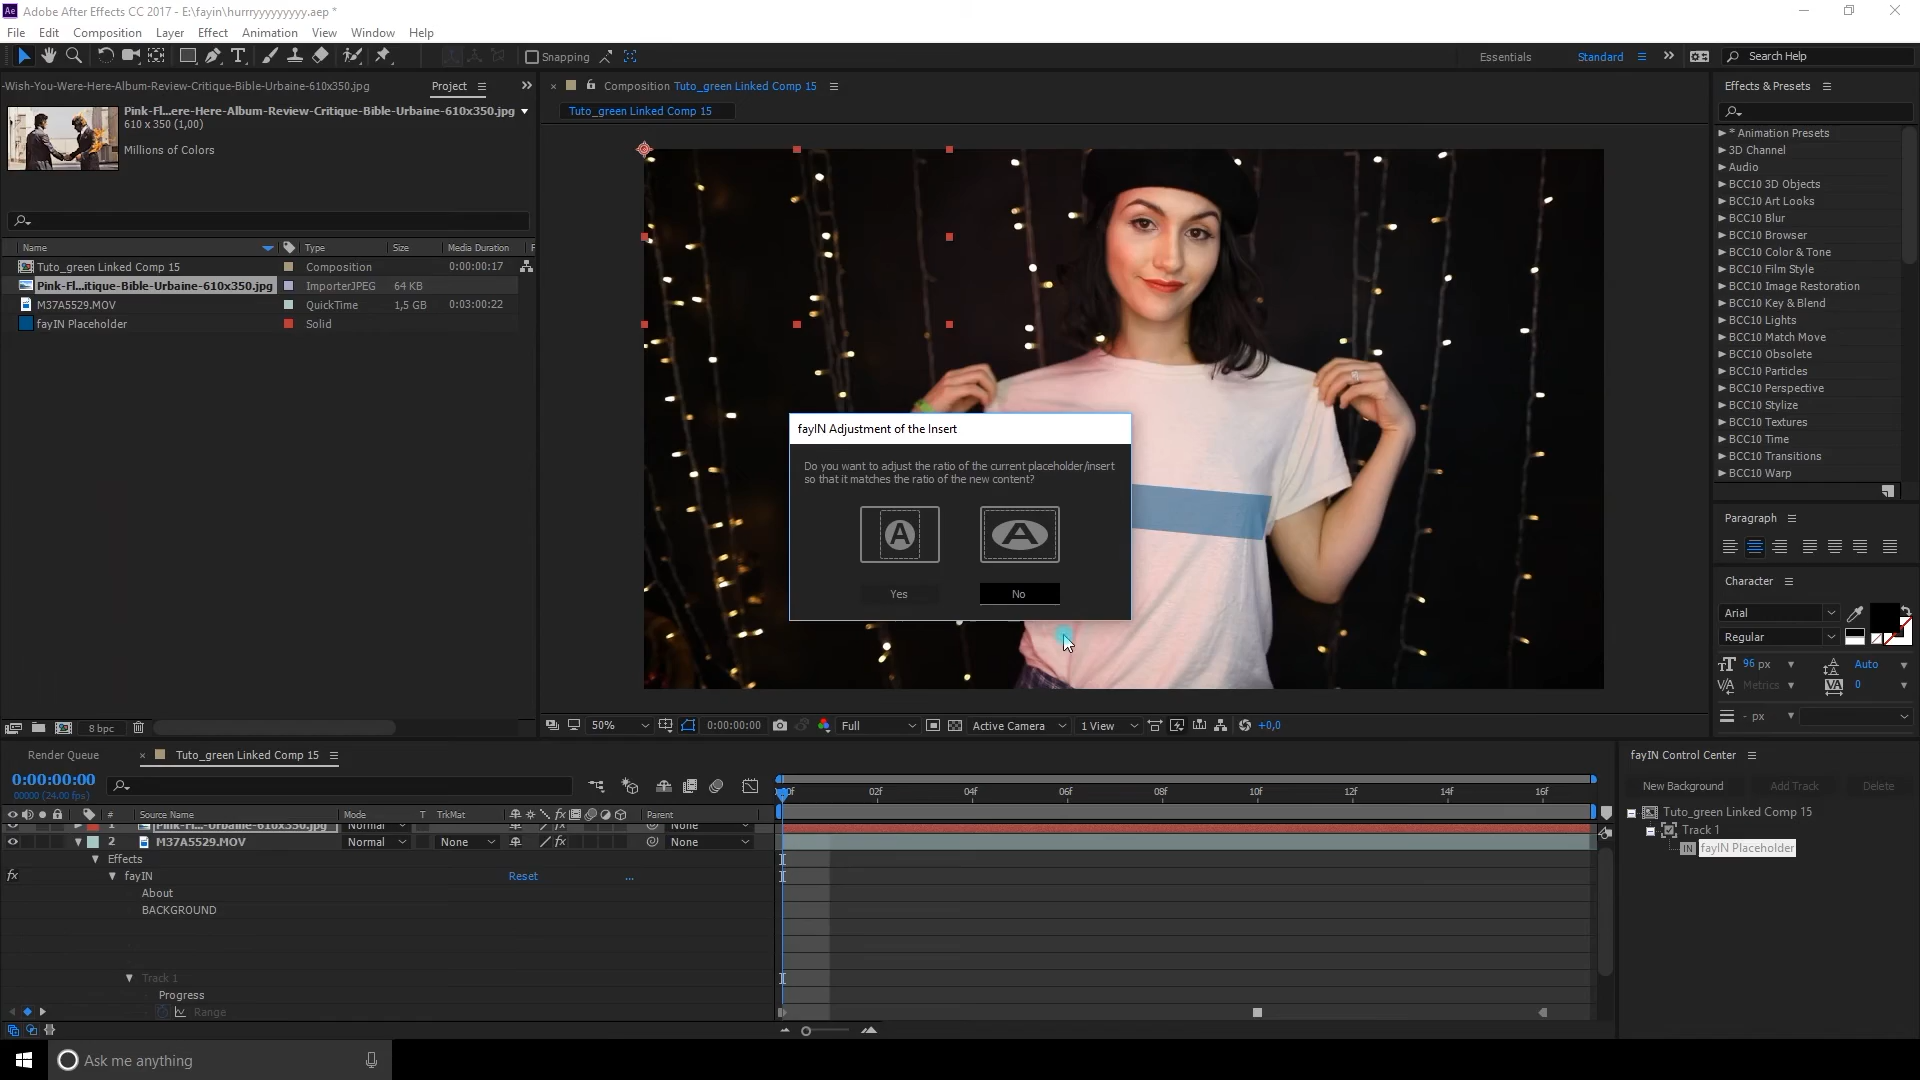 Ae Adobe After Effects CC 2017 - E:\fayin\hurrryyyyyyyyy.aep *
File Edit Composition Layer Effect Animation View Window Help
Snapping
Essentials Standard Search Help
-Wish-You-Were-Here-Album-Review-Critique-Bible-Urbaine-610x350.jpg Project
Composition Tuto_green Linked Comp 15
Effects & Presets
Tuto_green Linked Comp 15
Pink-Fl...ere-Here-Album-Review-Critique-Bible-Urbaine-610x350.jpg
610 x 350 (1,00)
Millions of Colors
Name Type Size Media Duration F
Tuto_green Linked Comp 15 Composition 0:00:00:17
Pink-Fl...itique-Bible-Urbaine-610x350.jpg ImporterJPEG 64 KB
M37A5529.MOV QuickTime 1,5 GB 0:03:00:22
fayIN Placeholder Solid
* Animation Presets
3D Channel
Audio
BCC10 3D Objects
BCC10 Art Looks
BCC10 Blur
BCC10 Browser
BCC10 Color & Tone
BCC10 Film Style
BCC10 Image Restoration
BCC10 Key & Blend
BCC10 Lights
BCC10 Match Move
BCC10 Obsolete
BCC10 Particles
BCC10 Perspective
BCC10 Stylize
BCC10 Textures
BCC10 Time
BCC10 Transitions
BCC10 Warp
fayIN Adjustment of the Insert
Do you want to adjust the ratio of the current placeholder/insert
so that it matches the ratio of the new content?
A A
Yes No
Paragraph
Character
Arial
Regular
96 px Auto
Metrics 0
- px
8 bpc
50% 0:00:00:00 Full Active Camera 1 View +0,0
Render Queue Tuto_green Linked Comp 15
0:00:00:00
00000 (24.00 fps)
02f 04f 06f 08f 10f 12f 14f 16f
# Source Name Mode T TrkMat Parent
1 Pink-Fl...-Urbaine-610x350.jpg Normal None
2 M37A5529.MOV Normal None None
Effects
fx fayIN Reset ...
About
BACKGROUND
Track 1
Progress
Range
fayIN Control Center
New Background Add Track Delete
Tuto_green Linked Comp 15
Track 1
IN fayIN Placeholder
Ask me anything